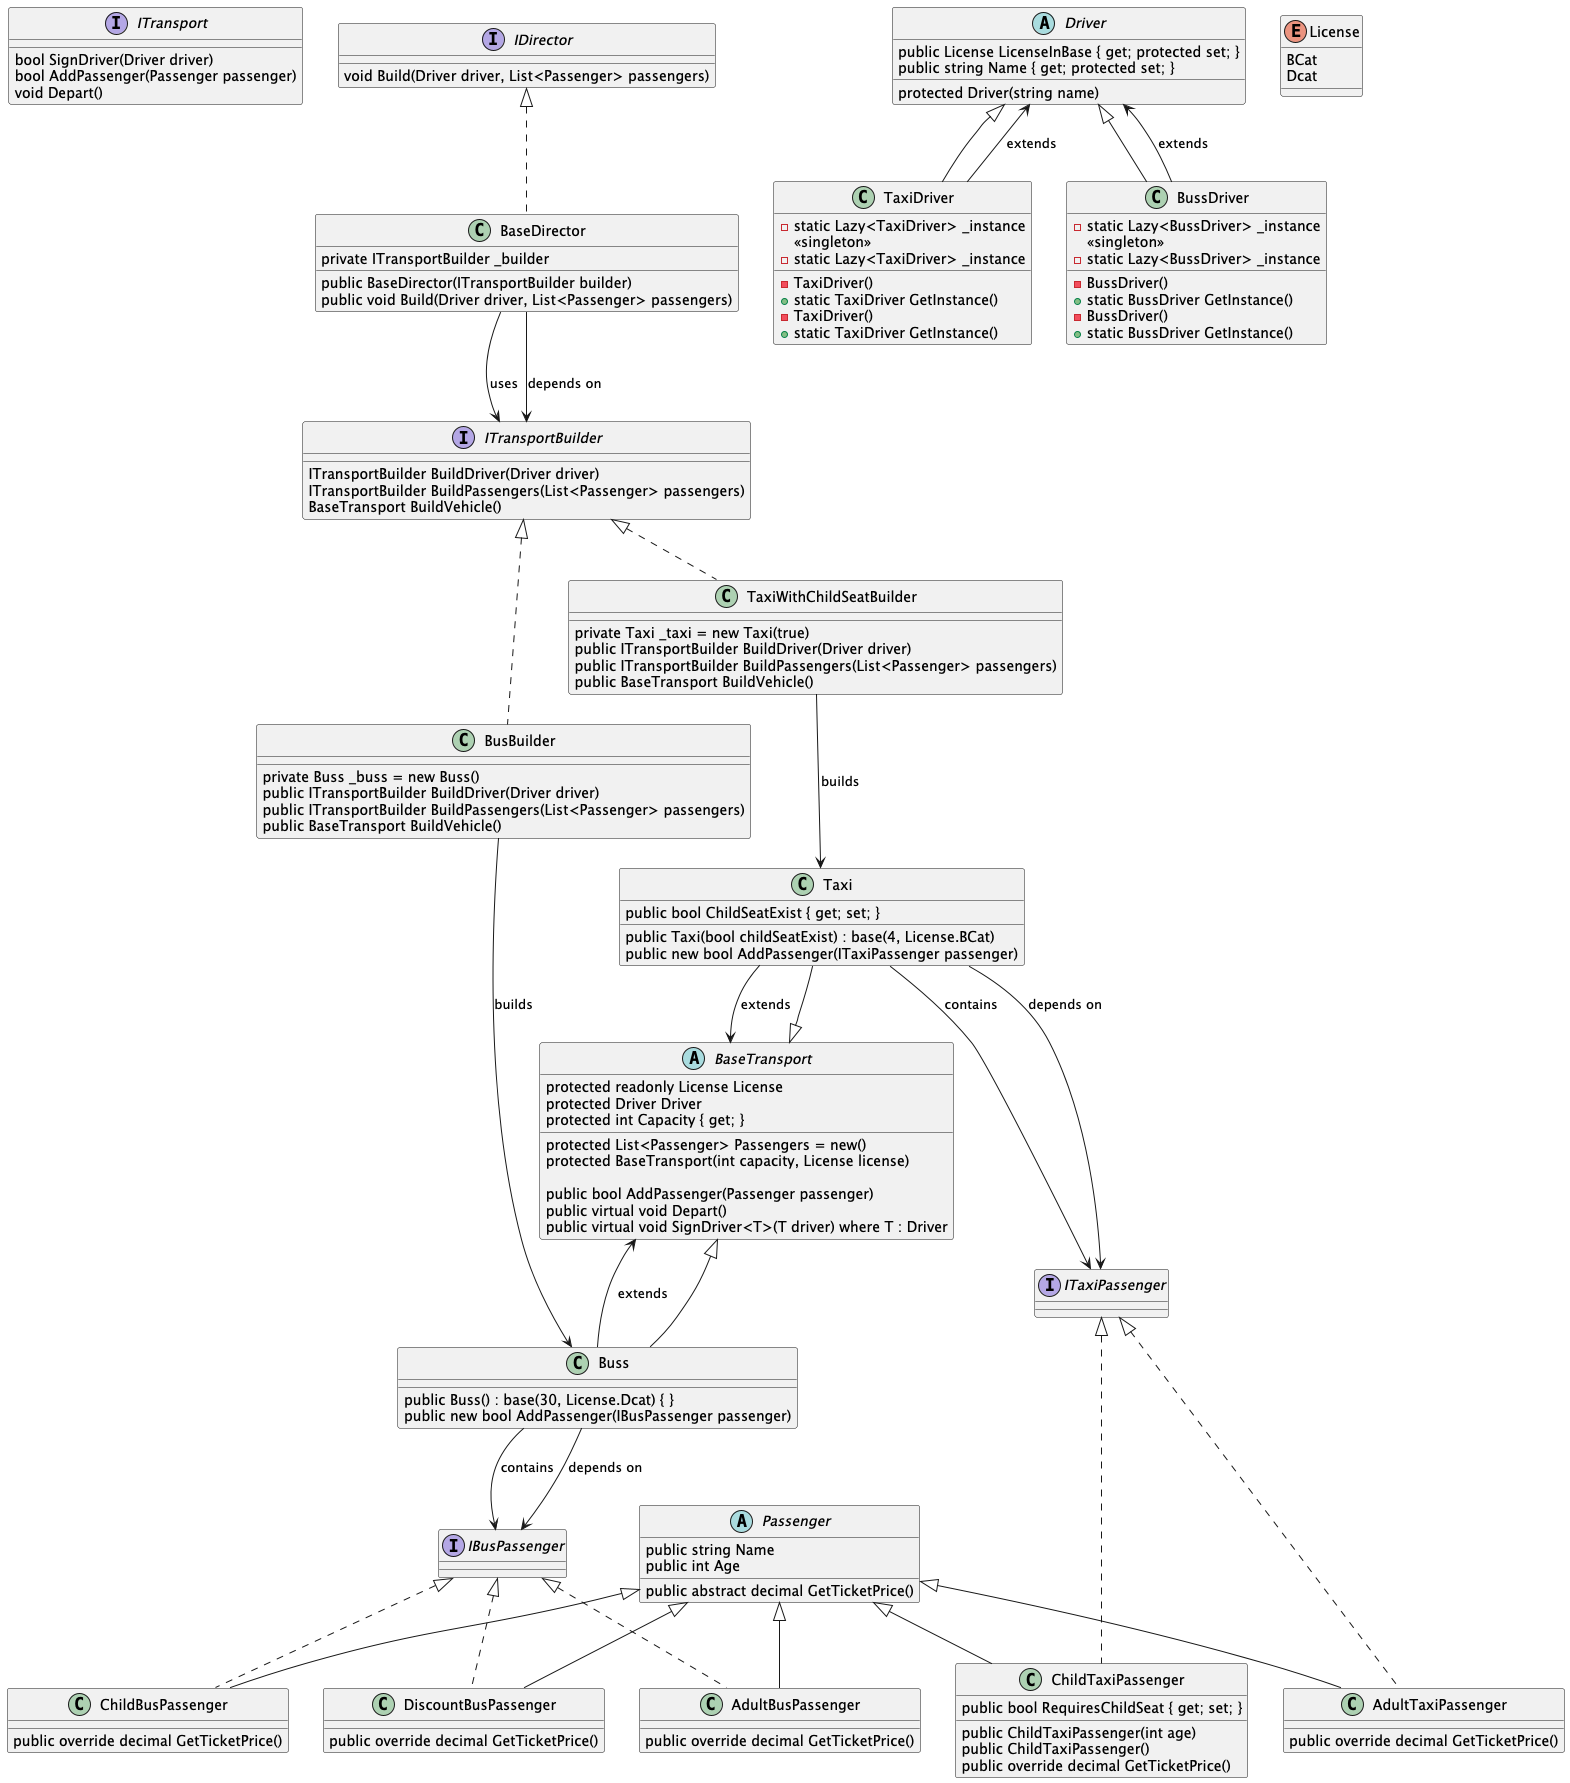 I ITransport
bool SignDriver(Driver driver)
bool AddPassenger(Passenger passenger)
void Depart()
I IDirector
void Build(Driver driver, List<Passenger> passengers)
A Driver
public License LicenseInBase { get; protected set; }
public string Name { get; protected set; }
protected Driver(string name)
E License
BCat
Dcat
extends
extends
C BaseDirector
private ITransportBuilder _builder
public BaseDirector(ITransportBuilder builder)
public void Build(Driver driver, List<Passenger> passengers)
C TaxiDriver
static Lazy<TaxiDriver> _instance
«singleton»
static Lazy<TaxiDriver> _instance
TaxiDriver()
static TaxiDriver GetInstance()
TaxiDriver()
static TaxiDriver GetInstance()
C BussDriver
static Lazy<BussDriver> _instance
«singleton»
static Lazy<BussDriver> _instance
BussDriver()
static BussDriver GetInstance()
BussDriver()
static BussDriver GetInstance()
uses
depends on
I ITransportBuilder
ITransportBuilder BuildDriver(Driver driver)
ITransportBuilder BuildPassengers(List<Passenger> passengers)
BaseTransport BuildVehicle()
C TaxiWithChildSeatBuilder
private Taxi _taxi = new Taxi(true)
public ITransportBuilder BuildDriver(Driver driver)
public ITransportBuilder BuildPassengers(List<Passenger> passengers)
public BaseTransport BuildVehicle()
C BusBuilder
private Buss _buss = new Buss()
public ITransportBuilder BuildDriver(Driver driver)
public ITransportBuilder BuildPassengers(List<Passenger> passengers)
public BaseTransport BuildVehicle()
builds
C Taxi
public bool ChildSeatExist { get; set; }
public Taxi(bool childSeatExist) : base(4, License.BCat)
public new bool AddPassenger(ITaxiPassenger passenger)
builds
extends
contains
depends on
A BaseTransport
protected readonly License License
protected Driver Driver
protected int Capacity { get; }
protected List<Passenger> Passengers = new()
protected BaseTransport(int capacity, License license)
public bool AddPassenger(Passenger passenger)
public virtual void Depart()
public virtual void SignDriver<T>(T driver) where T : Driver
I ITaxiPassenger
extends
C Buss
public Buss() : base(30, License.Dcat) { }
public new bool AddPassenger(IBusPassenger passenger)
contains
depends on
I IBusPassenger
A Passenger
public string Name
public int Age
public abstract decimal GetTicketPrice()
C ChildBusPassenger
public override decimal GetTicketPrice()
C DiscountBusPassenger
public override decimal GetTicketPrice()
C AdultBusPassenger
public override decimal GetTicketPrice()
C ChildTaxiPassenger
public bool RequiresChildSeat { get; set; }
public ChildTaxiPassenger(int age)
public ChildTaxiPassenger()
public override decimal GetTicketPrice()
C AdultTaxiPassenger
public override decimal GetTicketPrice()